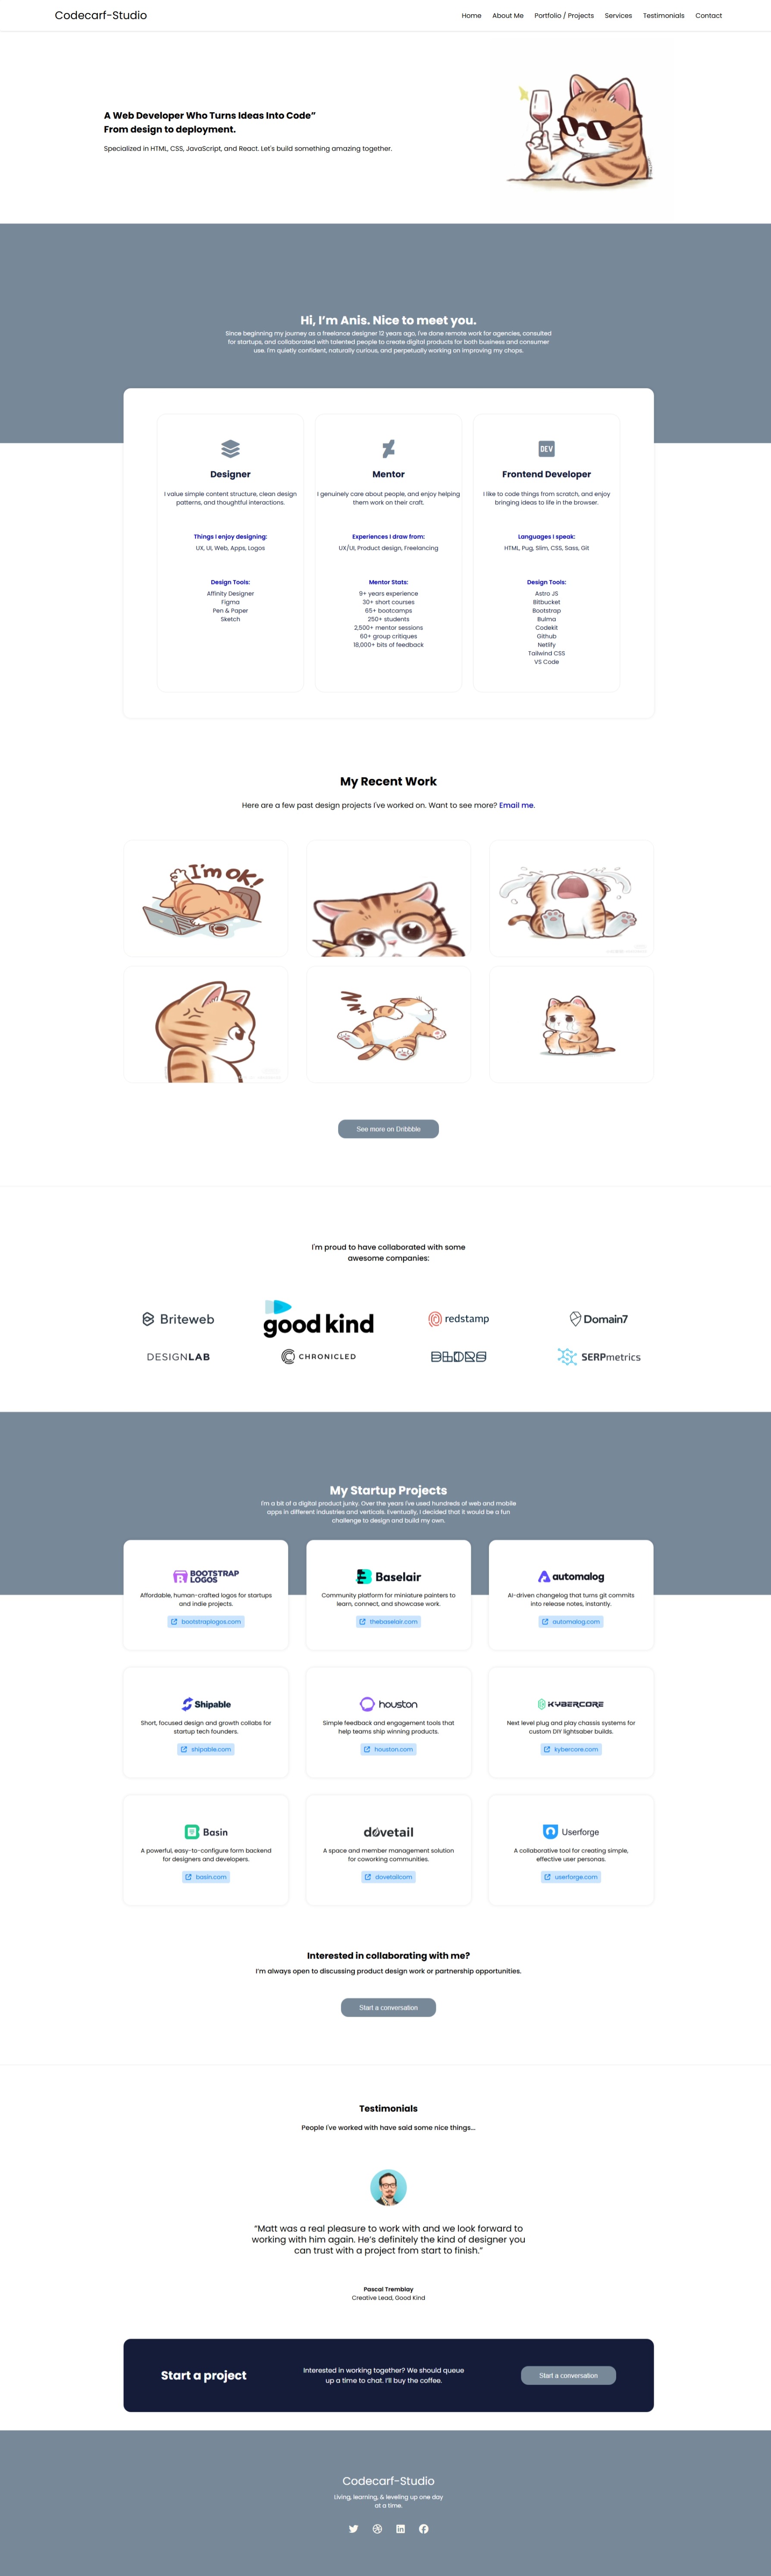 Codecarf-Studio
Home About Me Portfolio / Projects Services Testimonials Contact
A Web Developer Who Turns Ideas Into Code”
From design to deployment.
Specialized in HTML, CSS, JavaScript, and React. Let's build something amazing together.
Hi, I’m Anis. Nice to meet you.
Since beginning my journey as a freelance designer 12 years ago, I've done remote work for agencies, consulted
for startups, and collaborated with talented people to create digital products for both business and consumer
use. I'm quietly confident, naturally curious, and perpetually working on improving my chops.
DEV
Designer
I value simple content structure, clean design
patterns, and thoughtful interactions.
Things I enjoy designing:
UX, UI, Web, Apps, Logos
Design Tools:
Affinity Designer
Figma
Pen & Paper
Sketch
Mentor
I genuinely care about people, and enjoy helping
them work on their craft.
Experiences I draw from:
UX/UI, Product design, Freelancing
Mentor Stats:
9+ years experience
30+ short courses
65+ bootcamps
250+ students
2,500+ mentor sessions
60+ group critiques
18,000+ bits of feedback
Frontend Developer
I like to code things from scratch, and enjoy
bringing ideas to life in the browser.
Languages I speak:
HTML, Pug, Slim, CSS, Sass, Git
Design Tools:
Astro JS
Bitbucket
Bootstrap
Bulma
Codekit
Github
Netlify
Tailwind CSS
VS Code
My Recent Work
Here are a few past design projects I've worked on. Want to see more? Email me.
I'm OK!
See more on Dribbble
I'm proud to have collaborated with some
awesome companies:
Briteweb
good kind
redstamp
Domain7
DESIGNLAB
CHRONICLED
SERPmetrics
My Startup Projects
I'm a bit of a digital product junky. Over the years I've used hundreds of web and mobile
apps in different industries and verticals. Eventually, I decided that it would be a fun
challenge to design and build my own.
BOOTSTRAP
LOGOS
Affordable, human-crafted logos for startups
and indie projects.
bootstraplogos.com
Baselair
Community platform for miniature painters to
learn, connect, and showcase work.
thebaselair.com
automalog
AI-driven changelog that turns git commits
into release notes, instantly.
automalog.com
Shipable
Short, focused design and growth collabs for
startup tech founders.
shipable.com
houston
Simple feedback and engagement tools that
help teams ship winning products.
houston.com
KYBERCORE
Next level plug and play chassis systems for
custom DIY lightsaber builds.
kybercore.com
Basin
A powerful, easy-to-configure form backend
for designers and developers.
basin.com
dovetail
A space and member management solution
for coworking communities.
dovetailcom
Userforge
A collaborative tool for creating simple,
effective user personas.
userforge.com
Interested in collaborating with me?
I'm always open to discussing product design work or partnership opportunities.
Start a conversation
Testimonials
People I've worked with have said some nice things...
“Matt was a real pleasure to work with and we look forward to
working with him again. He’s definitely the kind of designer you
can trust with a project from start to finish.”
Pascal Tremblay
Creative Lead, Good Kind
Start a project
Interested in working together? We should queue
up a time to chat. I'll buy the coffee.
Start a conversation
Codecarf-Studio
Living, learning, & leveling up one day
at a time.